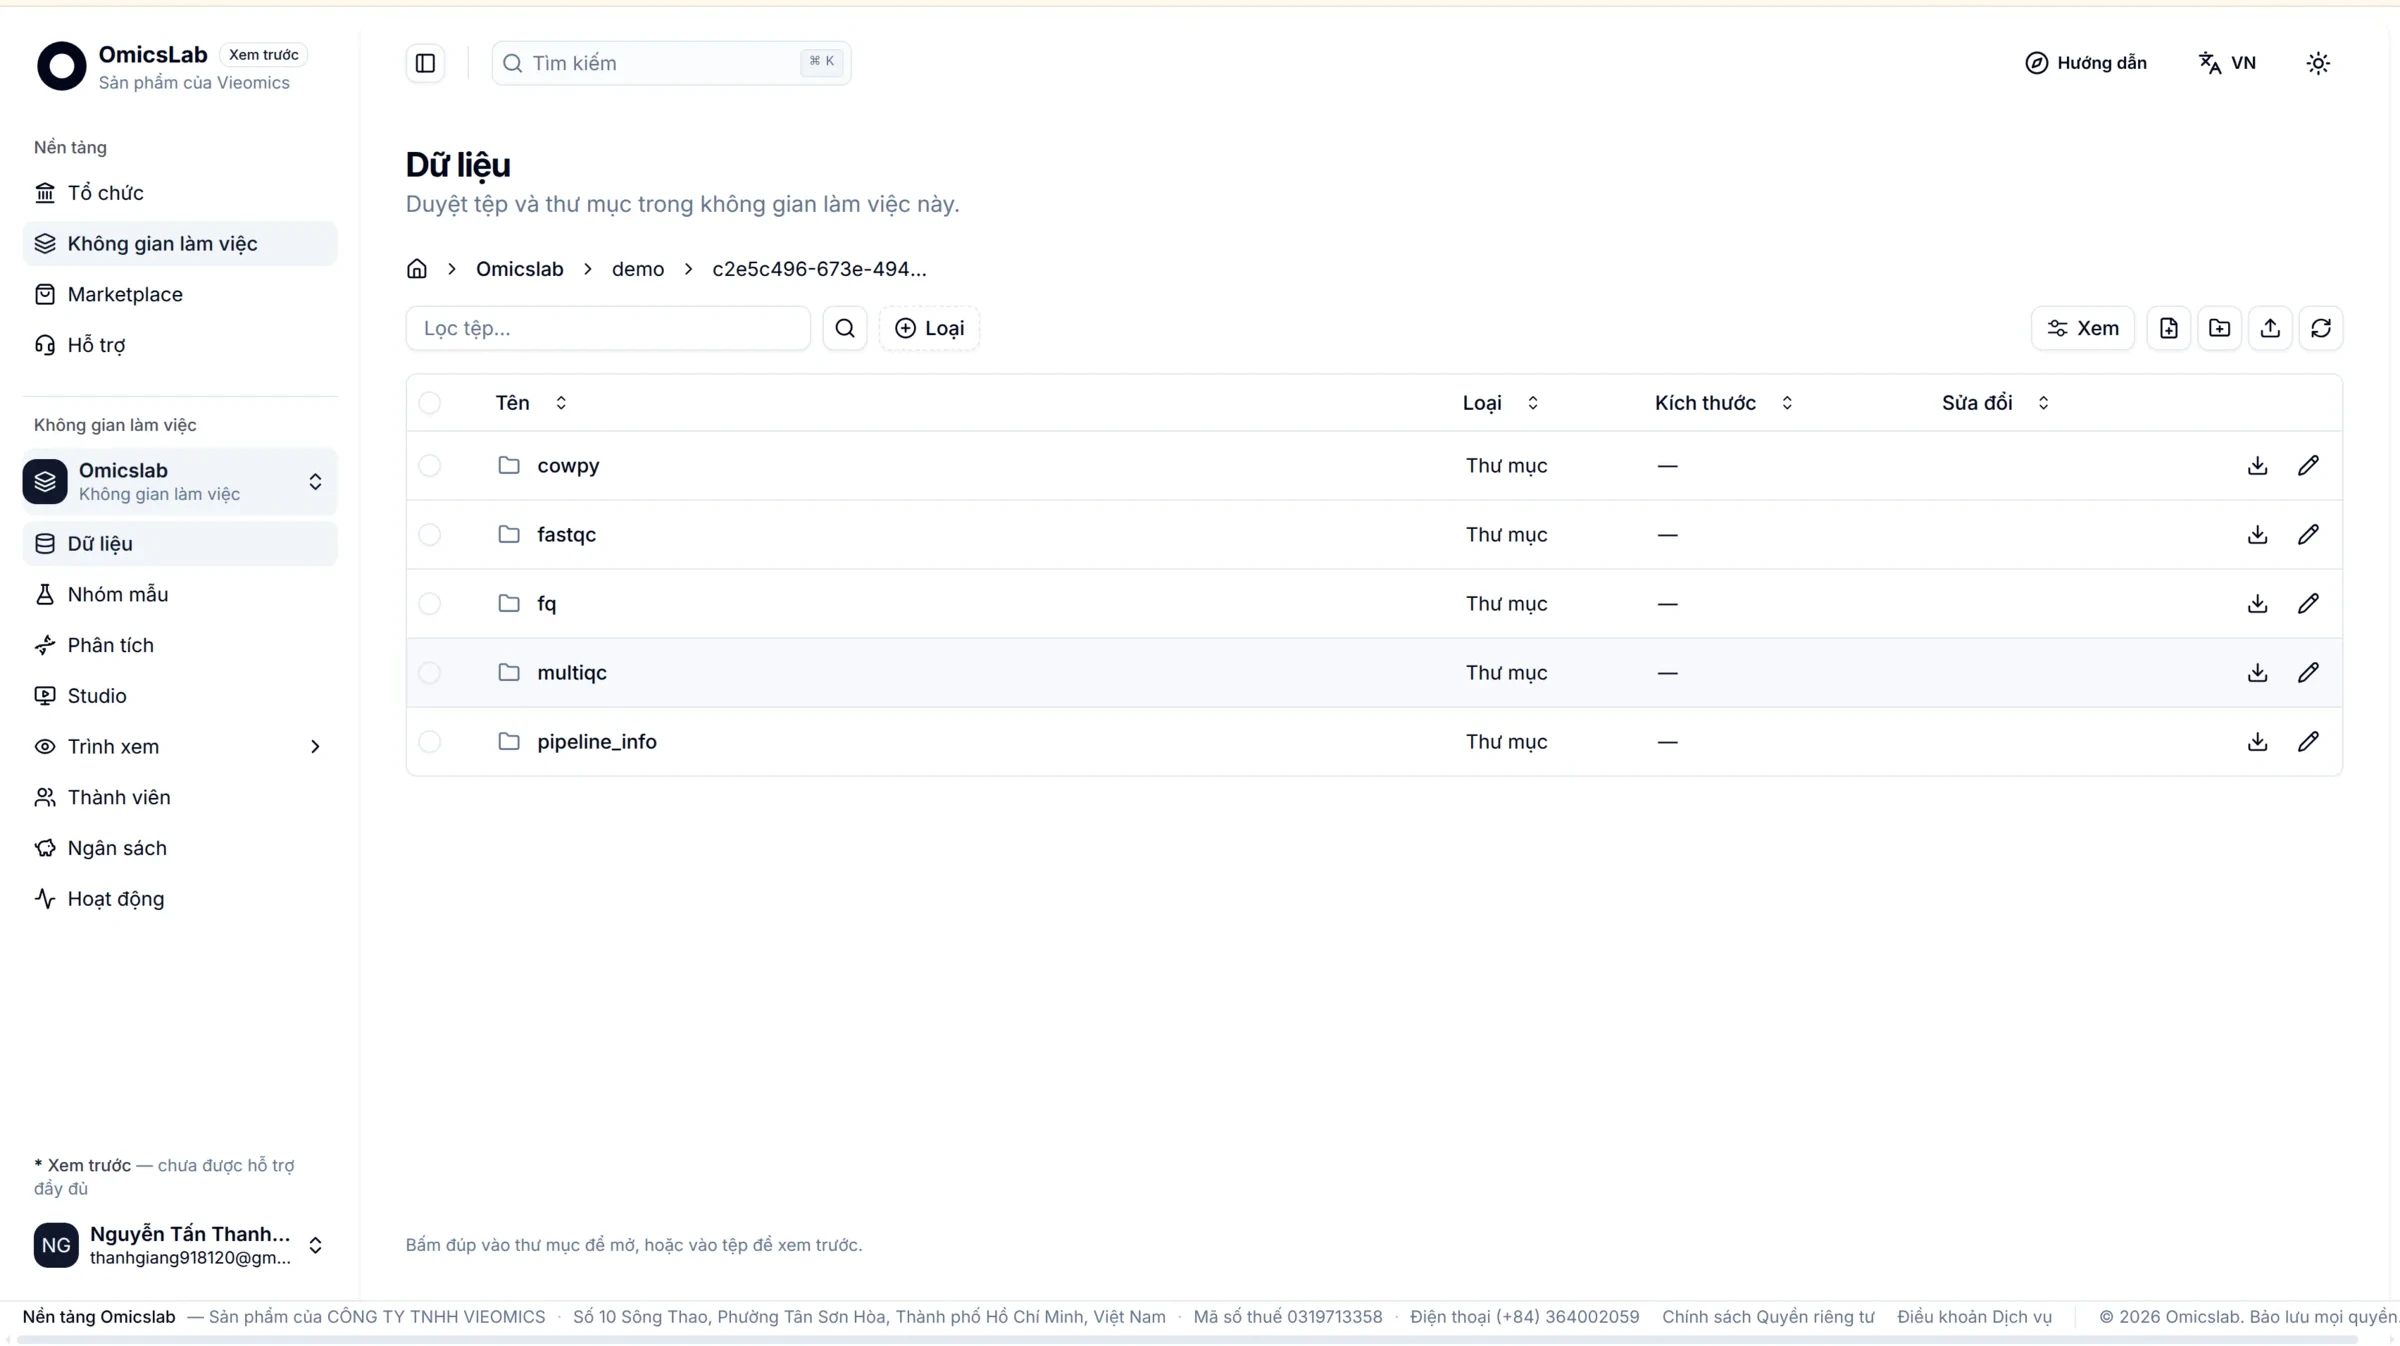 OmicsLab
Xem trước
Sản phẩm của Vieomics
Tìm kiếm
⌘ K
Hướng dẫn
VN
Nền tảng
Tổ chức
Không gian làm việc
Marketplace
Hỗ trợ
Không gian làm việc
Omicslab
Không gian làm việc
Dữ liệu
Nhóm mẫu
Phân tích
Studio
Trình xem
Thành viên
Ngân sách
Hoạt động
* Xem trước — chưa được hỗ trợ
đầy đủ
NG
Nguyễn Tấn Thanh...
thanhgiang918120@gm...
Dữ liệu
Duyệt tệp và thư mục trong không gian làm việc này.
Omicslab > demo > c2e5c496-673e-494...
Lọc tệp...
Loại
Xem
Tên Loại Kích thước Sửa đổi
cowpy Thư mục —
fastqc Thư mục —
fq Thư mục —
multiqc Thư mục —
pipeline_info Thư mục —
Bấm đúp vào thư mục để mở, hoặc vào tệp để xem trước.
Nền tảng Omicslab — Sản phẩm của CÔNG TY TNHH VIEOMICS · Số 10 Sông Thao, Phường Tân Sơn Hòa, Thành phố Hồ Chí Minh, Việt Nam · Mã số thuế 0319713358 · Điện thoại (+84) 364002059 Chính sách Quyền riêng tư Điều khoản Dịch vụ © 2026 Omicslab. Bảo lưu mọi quyền.